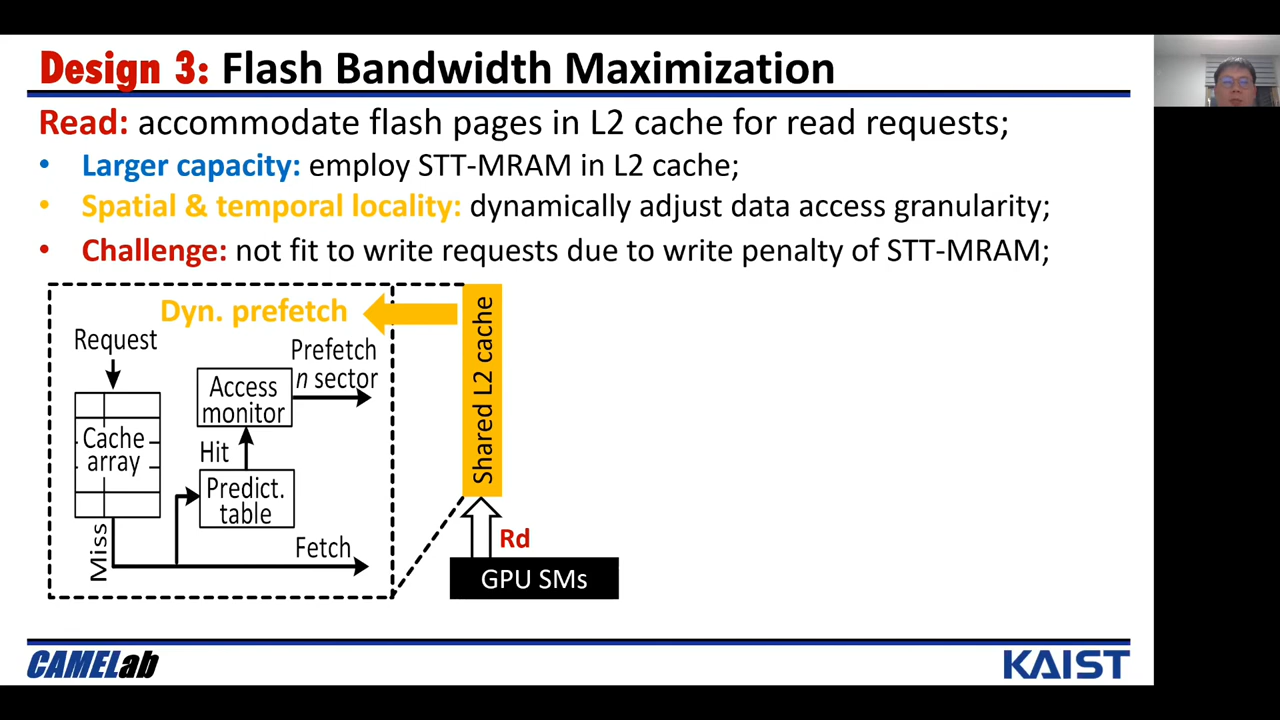 Design 3: Flash Bandwidth Maximization
Read: accommodate flash pages in L2 cache for read requests;
• Larger capacity: employ STT-MRAM in L2 cache;
• Spatial & temporal locality: dynamically adjust data access granularity;
• Challenge: not fit to write requests due to write penalty of STT-MRAM;
Dyn. prefetch
Request
Prefetch
n sector
Access
monitor
Cache
array
Hit
Predict.
table
Miss
Fetch
Shared L2 cache
Rd
GPU SMs
CAMELab
KAIST